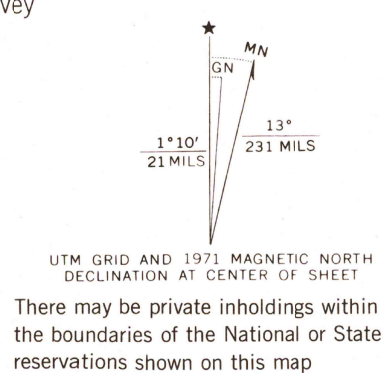 vey
★
MN
GN
1°10′
21 MILS
13°
231 MILS
UTM GRID AND 1971 MAGNETIC NORTH
DECLINATION AT CENTER OF SHEET
There may be private inholdings within
the boundaries of the National or State
reservations shown on this map